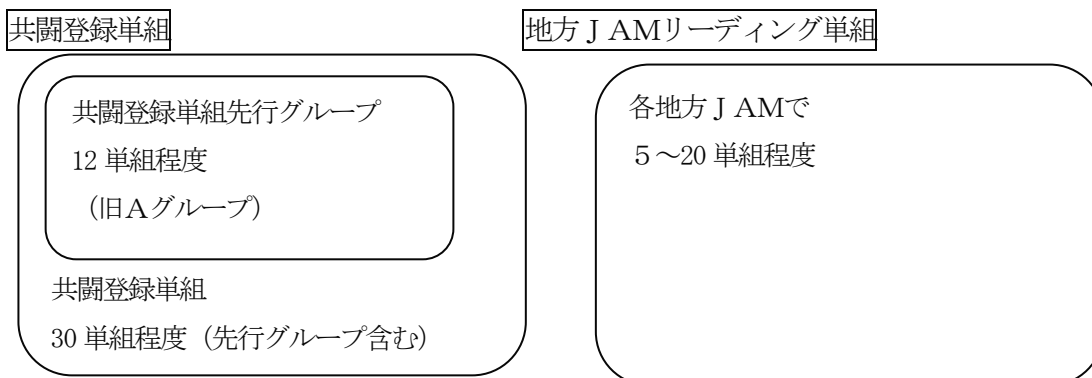 共闘登録単組
地方ＪＡＭリーディング単組
共闘登録単組先行グループ
12 単組程度
（旧Ａグループ）
共闘登録単組
30 単組程度（先行グループ含む）
各地方ＪＡＭで
５～20 単組程度